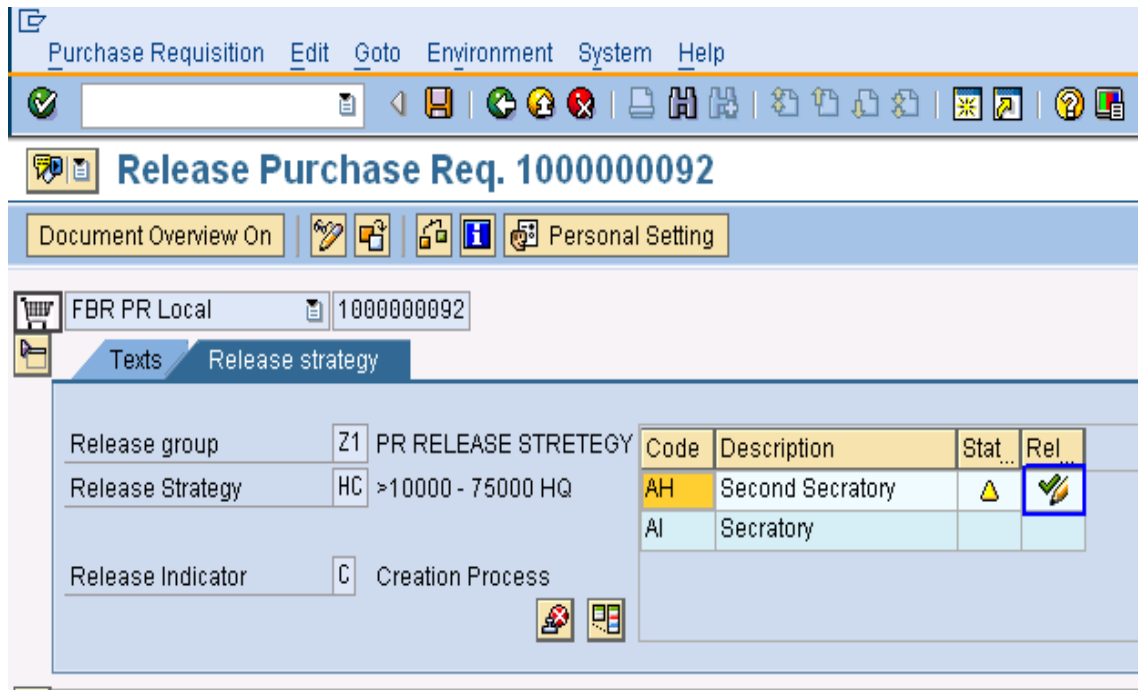 Purchase Requisition Edit Goto Environment System Help
Release Purchase Req. 1000000092
Document Overview On Personal Setting
FBR PR Local 1000000092
Texts Release strategy
Release group Z1 PR RELEASE STRETEGY
Release Strategy HC >10000 - 75000 HQ
Release Indicator C Creation Process
Code Description Stat... Rel...
AH Second Secratory
AI Secratory